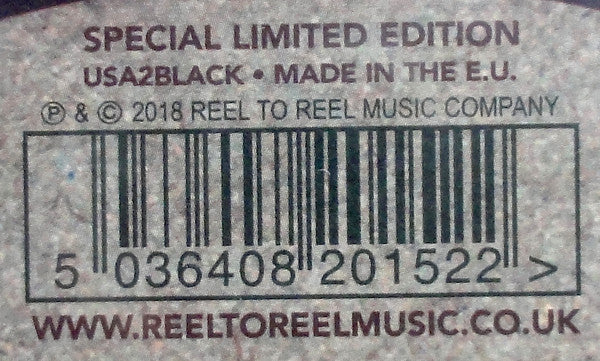 SPECIAL LIMITED EDITION
USA2BLACK • MADE IN THE E.U.
℗ & © 2018 REEL TO REEL MUSIC COMPANY
5 036408 201522 >
WWW.REELTOREELMUSIC.CO.UK